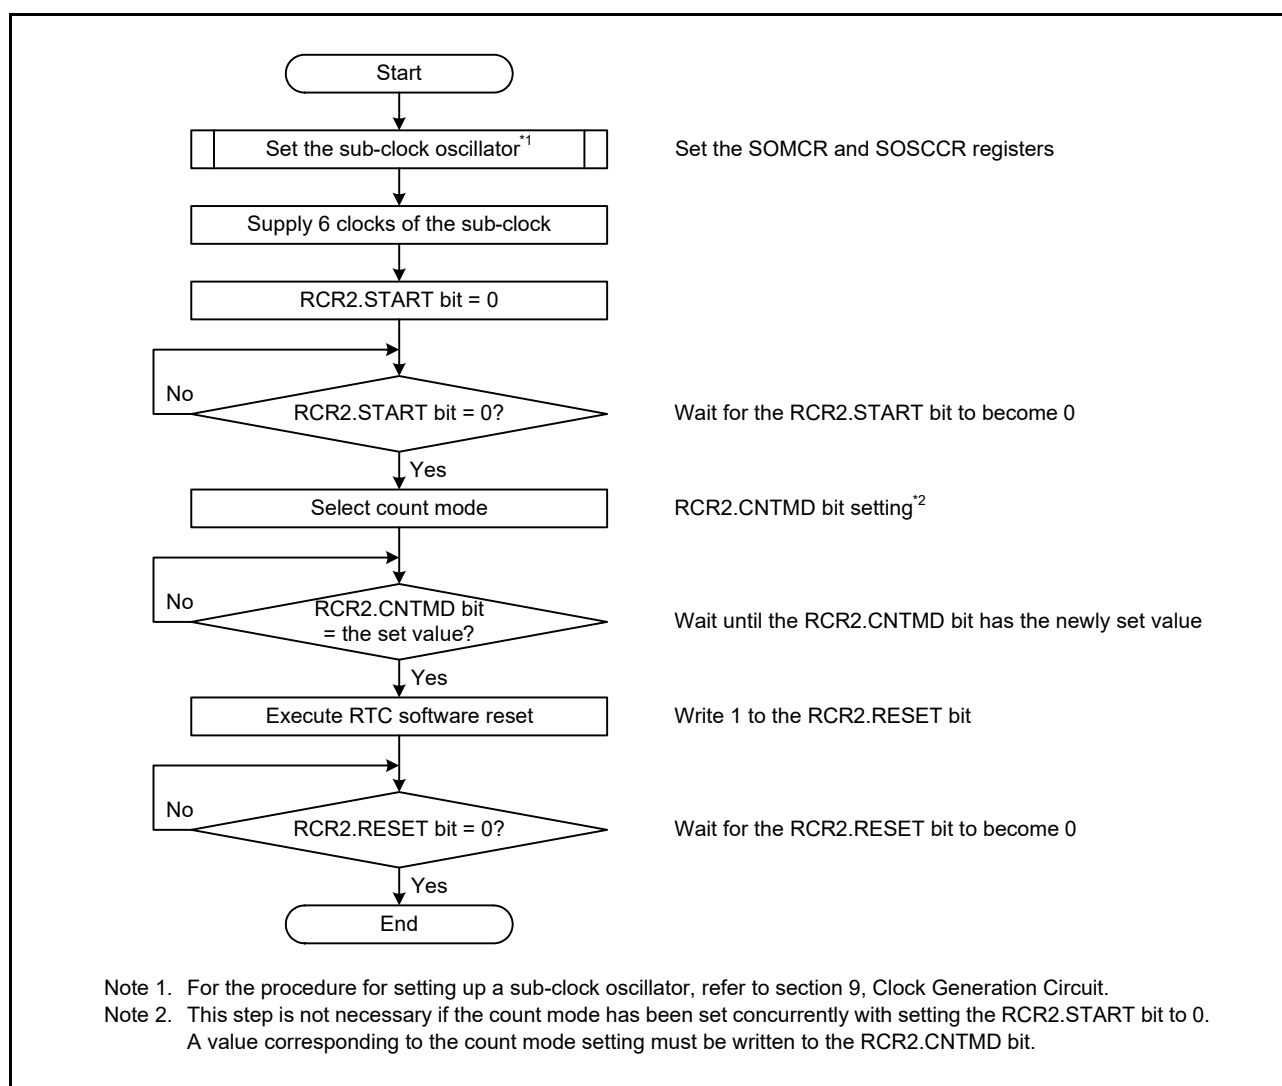 Start
Set the sub-clock oscillator*1
Set the SOMCR and SOSCCR registers
Supply 6 clocks of the sub-clock
RCR2.START bit = 0
No
RCR2.START bit = 0?
Wait for the RCR2.START bit to become 0
Yes
Select count mode
RCR2.CNTMD bit setting*2
No
RCR2.CNTMD bit
= the set value?
Wait until the RCR2.CNTMD bit has the newly set value
Yes
Execute RTC software reset
Write 1 to the RCR2.RESET bit
No
RCR2.RESET bit = 0?
Wait for the RCR2.RESET bit to become 0
Yes
End
Note 1. For the procedure for setting up a sub-clock oscillator, refer to section 9, Clock Generation Circuit.
Note 2. This step is not necessary if the count mode has been set concurrently with setting the RCR2.START bit to 0.
A value corresponding to the count mode setting must be written to the RCR2.CNTMD bit.